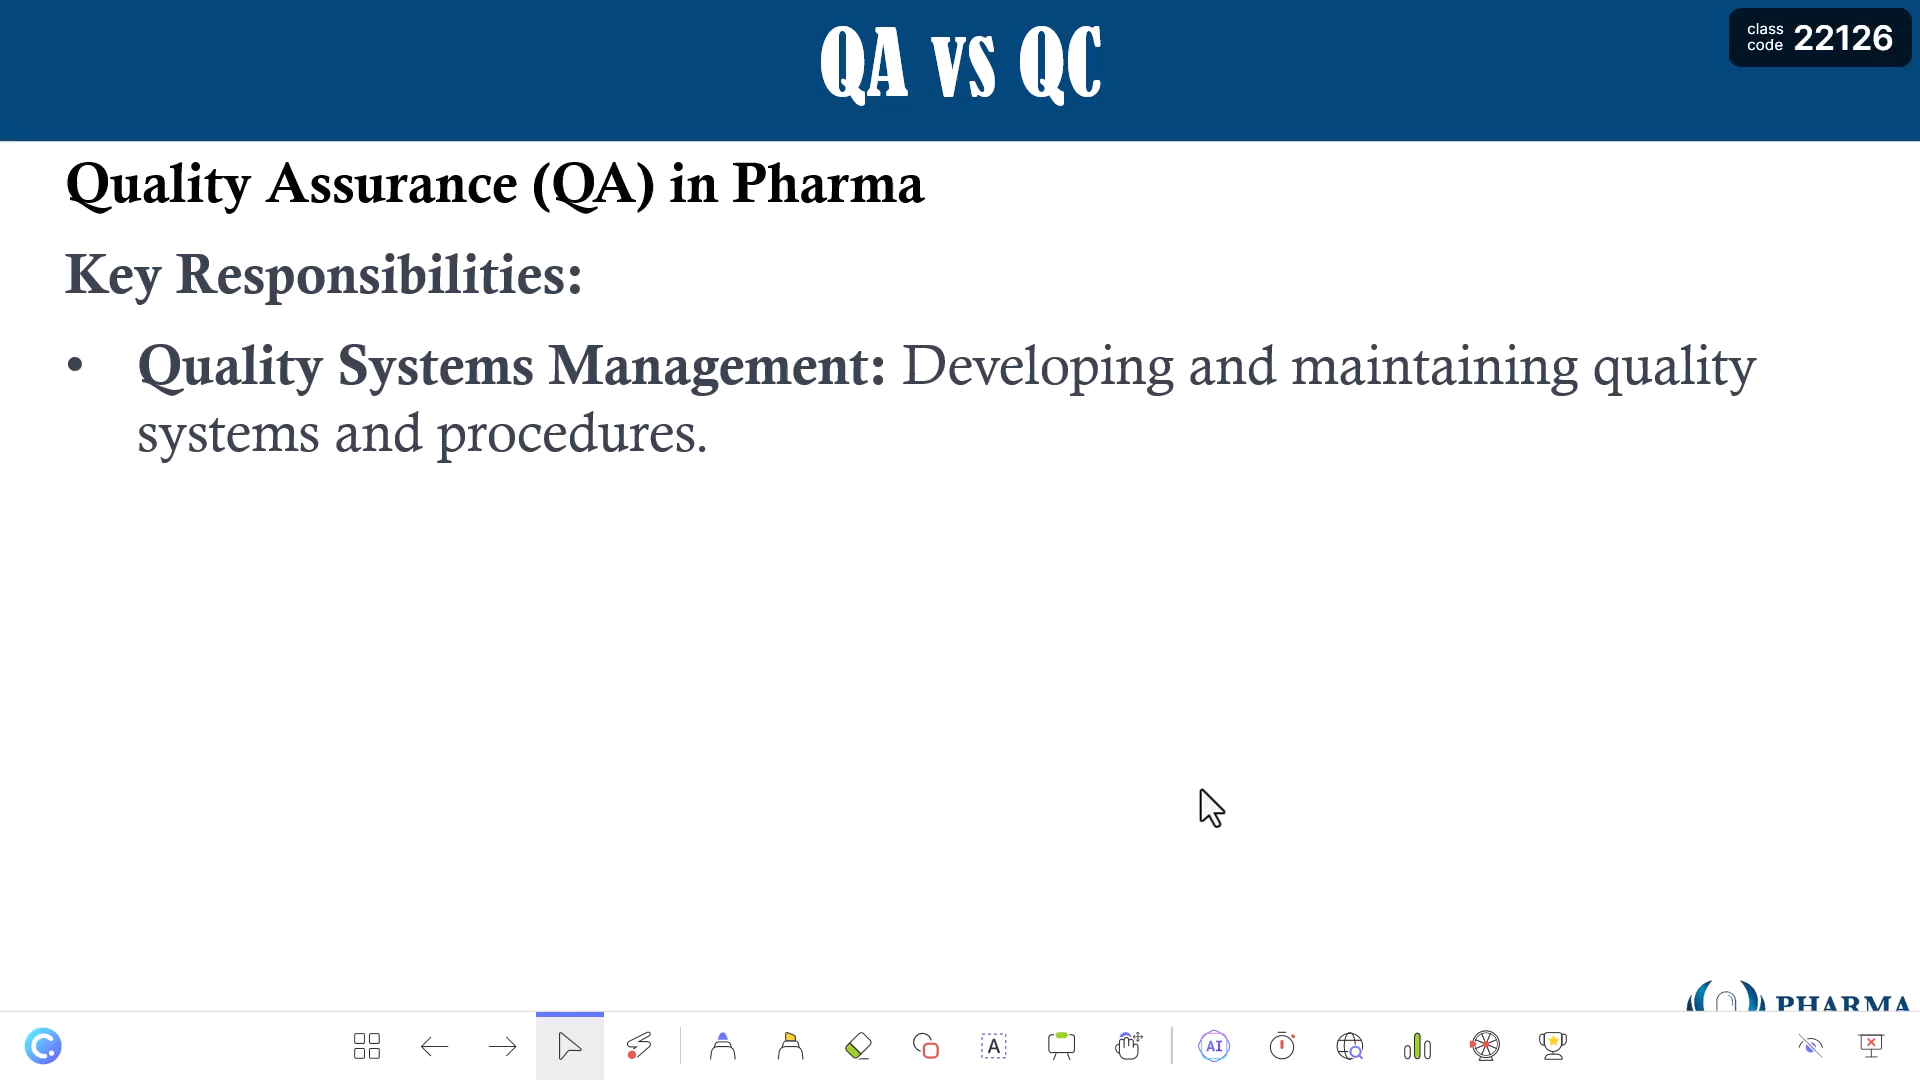 QA vs QC
class
code 22126
Quality Assurance (QA) in Pharma
Key Responsibilities:
• Quality Systems Management: Developing and maintaining quality
systems and procedures.
PHARMA
A
AI